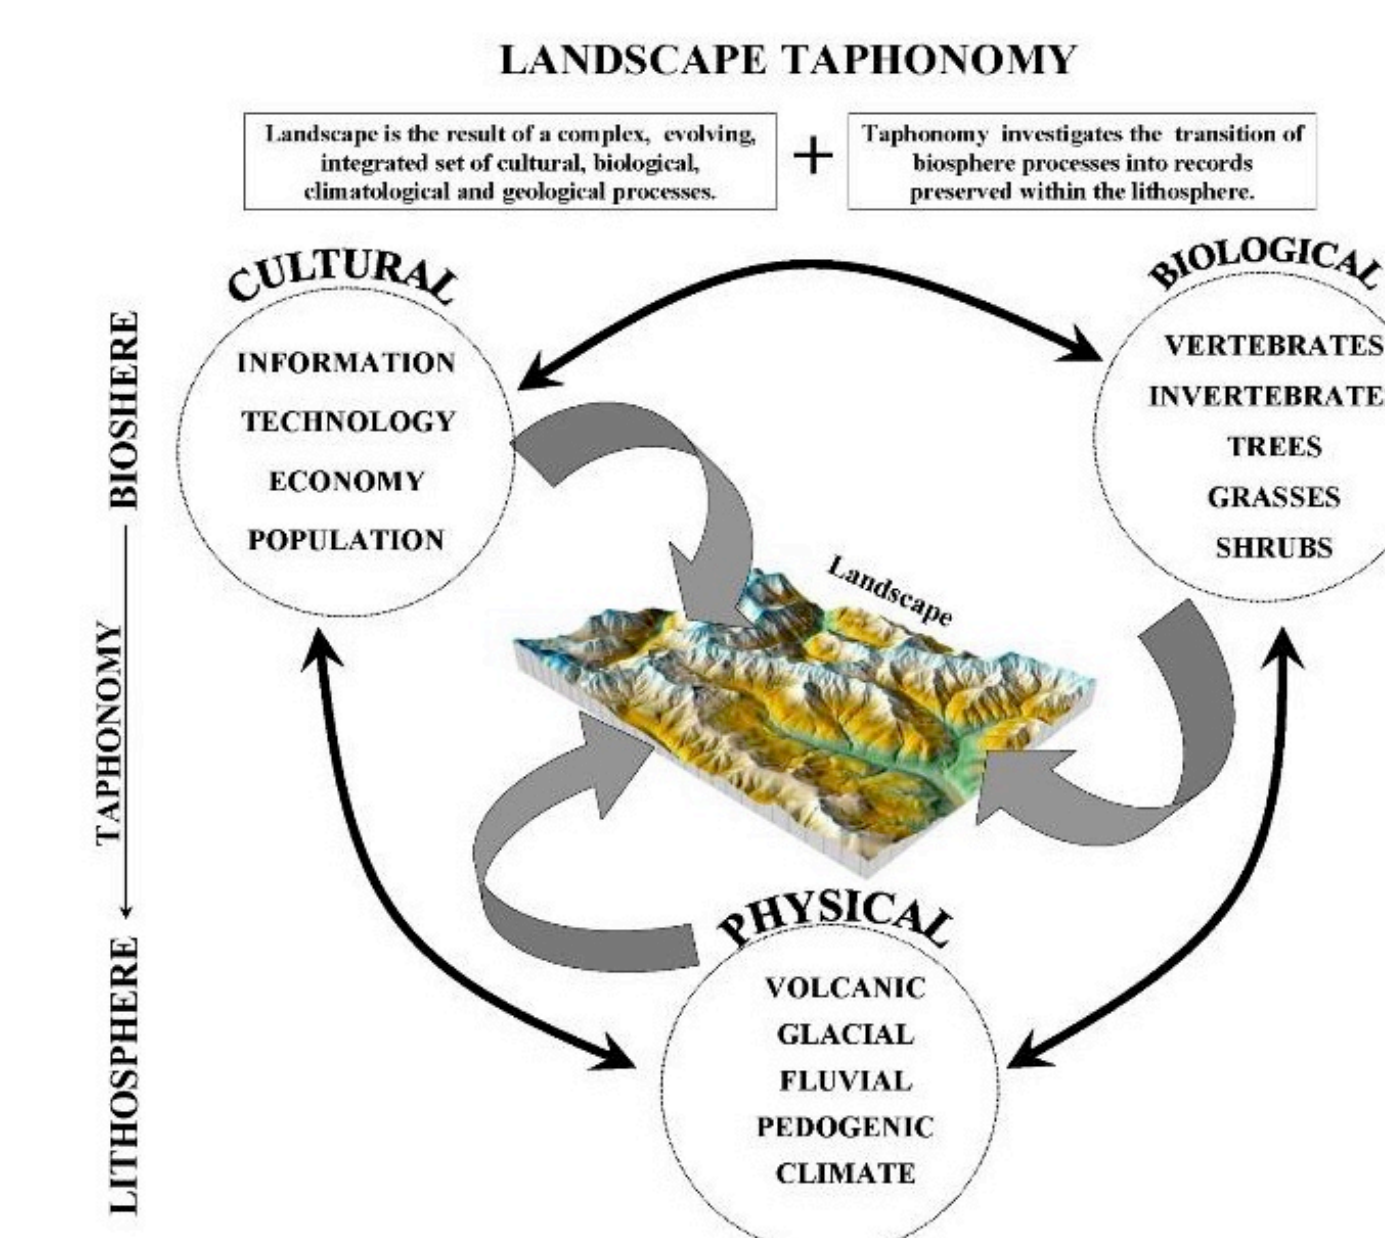 LANDSCAPE TAPHONOMY
Landscape is the result of a complex, evolving,
integrated set of cultural, biological,
climatological and geological processes.
+
Taphonomy investigates the transition of
biosphere processes into records
preserved within the lithosphere.
CULTURAL
INFORMATION
TECHNOLOGY
ECONOMY
POPULATION
BIOLOGICAL
VERTEBRATES
INVERTEBRATE
TREES
GRASSES
SHRUBS
BIOSHERE
TAPHONOMY
LITHOSPHERE
Landscape
PHYSICAL
VOLCANIC
GLACIAL
FLUVIAL
PEDOGENIC
CLIMATE